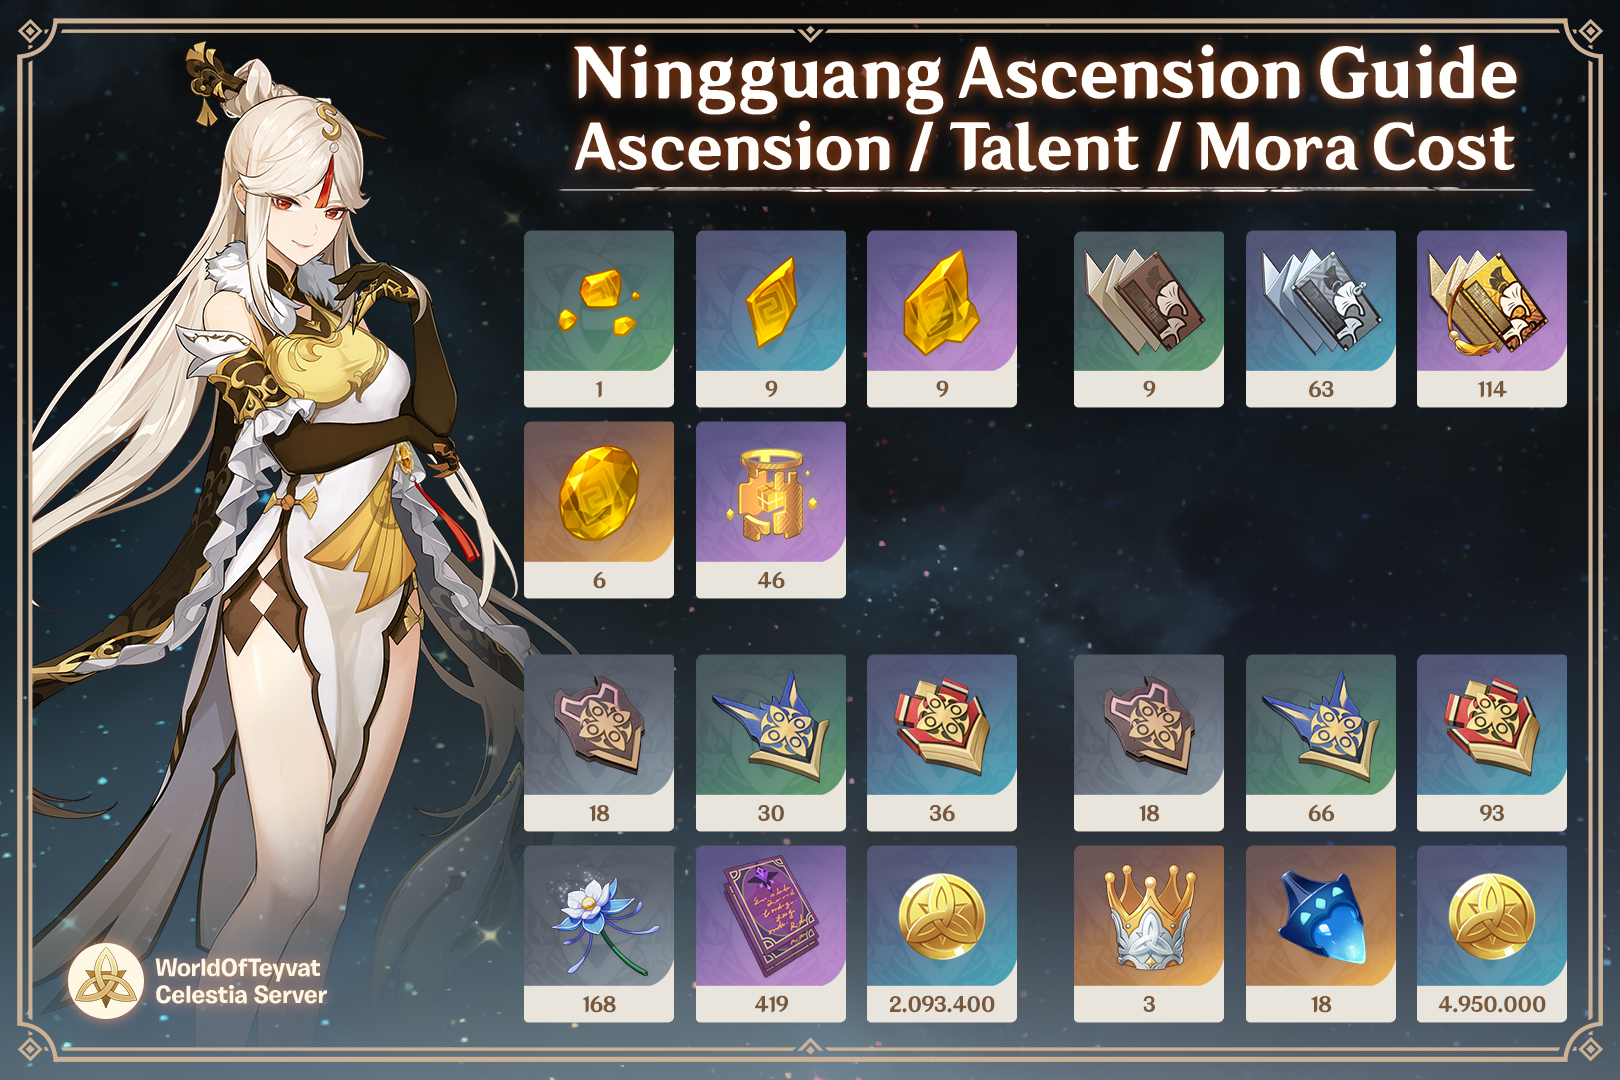 Ningguang Ascension Guide
Ascension / Talent / Mora Cost
1 9 9 9 63 114
6 46
18 30 36 18 66 93
168 419 2.093.400 3 18 4.950.000
WorldOfTeyvat
Celestia Server